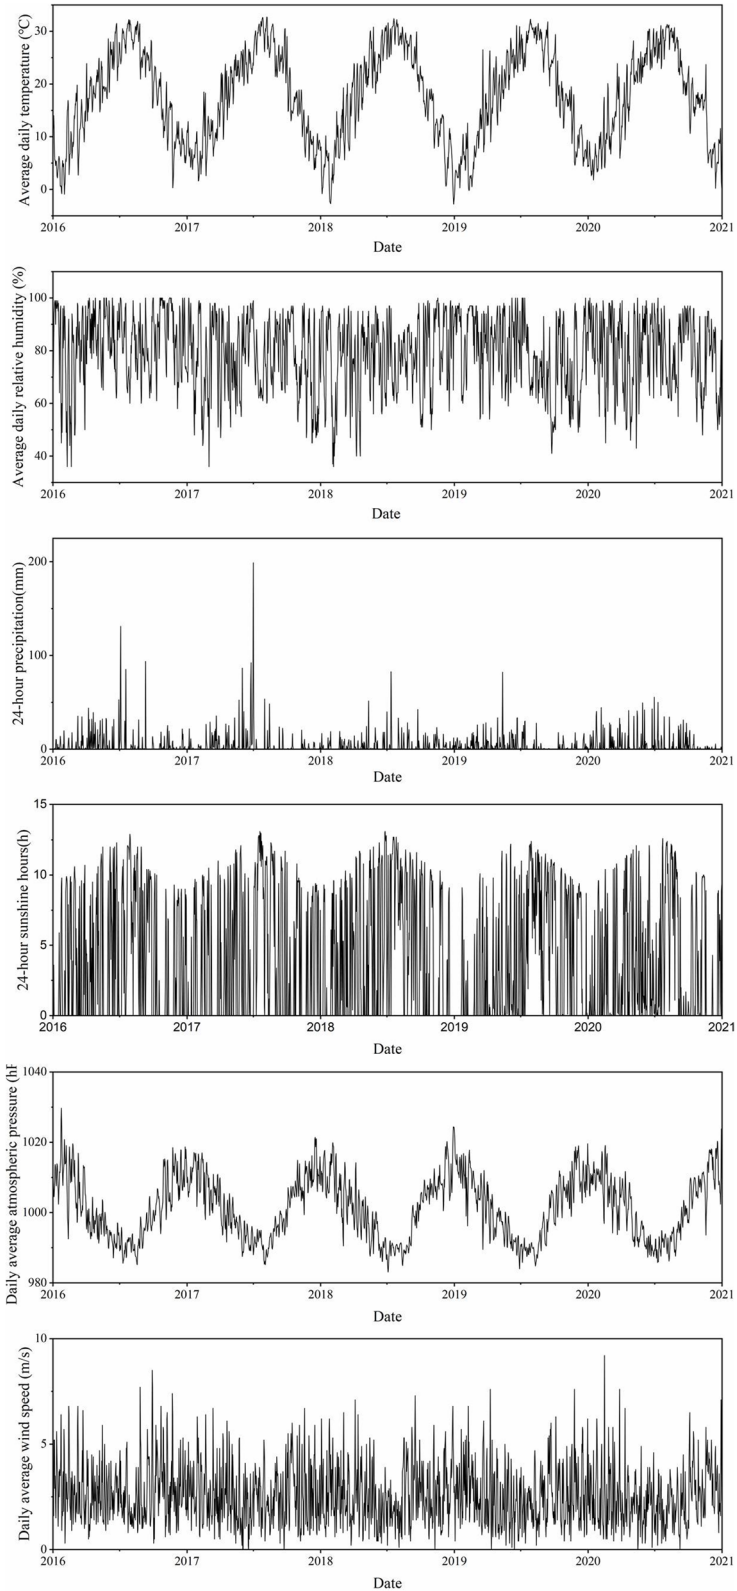 Average daily temperature (℃)
30
20
10
0
2016 2017 2018 2019 2020 2021
Date
Average daily relative humidity (%)
100
80
60
40
2016 2017 2018 2019 2020 2021
Date
24-hour precipitation(mm)
200
100
0
2016 2017 2018 2019 2020 2021
Date
24-hour sunshine hours(h)
15
10
5
0
2016 2017 2018 2019 2020 2021
Date
Daily average atmospheric pressure (hP
1040
1020
1000
980
2016 2017 2018 2019 2020 2021
Date
Daily average wind speed (m/s)
10
5
0
2016 2017 2018 2019 2020 2021
Date